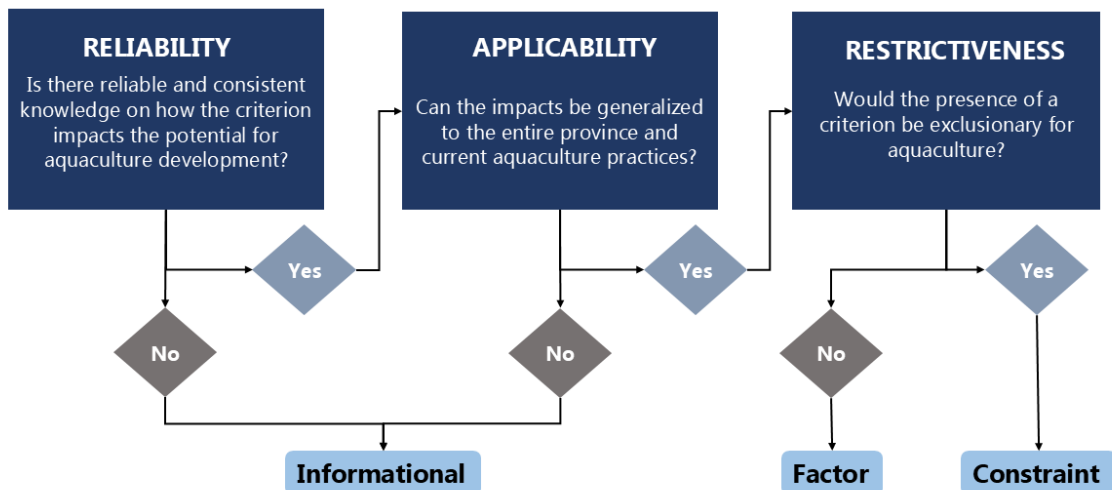 RELIABILITY
Is there reliable and consistent
knowledge on how the criterion
impacts the potential for
aquaculture development?
APPLICABILITY
Can the impacts be generalized
to the entire province and
current aquaculture practices?
RESTRICTIVENESS
Would the presence of a
criterion be exclusionary for
aquaculture?
Yes
Yes
Yes
No
No
No
Informational
Factor
Constraint